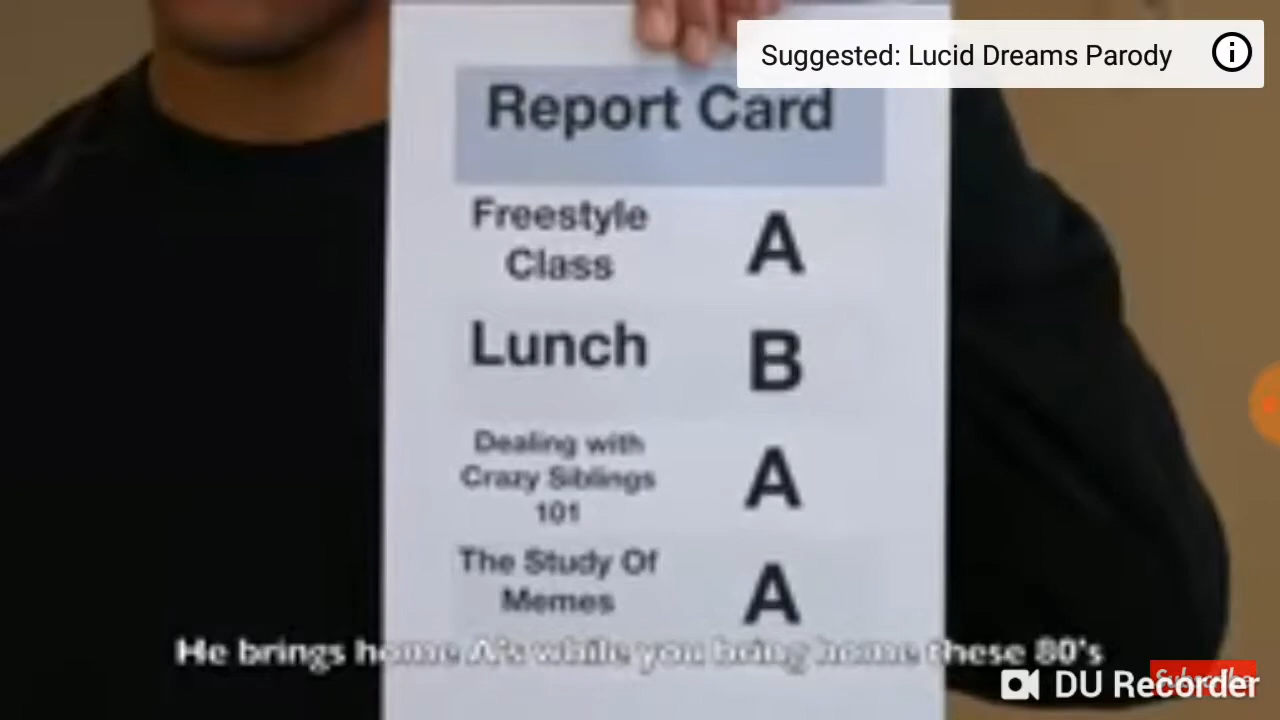 Suggested: Lucid Dreams Parody
Report Card
Freestyle
Class
A
Lunch
B
Dealing with
Crazy Siblings
101
A
The Study Of
Memes
A
He brings home A's while you bring home these 80's
Subscribe
DU Recorder